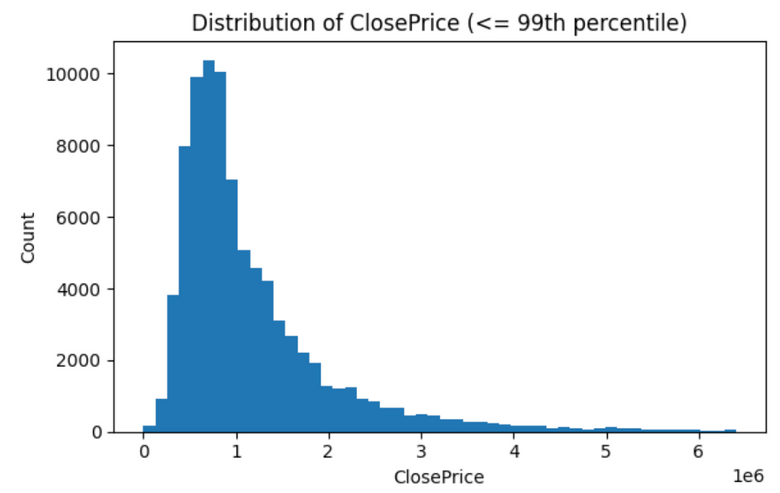 Distribution of ClosePrice (<= 99th percentile)
10000
8000
6000
4000
2000
0
Count
0 1 2 3 4 5 6
1e6
ClosePrice